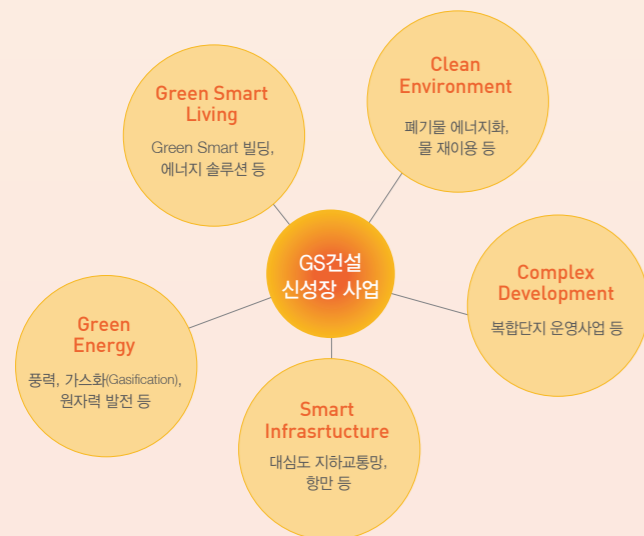 Clean
Environment
폐기물 에너지화,
물 재이용 등
Green Smart
Living
Green Smart 빌딩,
에너지 솔루션 등
GS건설
신성장 사업
Complex
Development
복합단지 운영사업 등
Green
Energy
풍력, 가스화(Gasification),
원자력 발전 등
Smart
Infrasrtucture
대심도 지하교통망,
항만 등